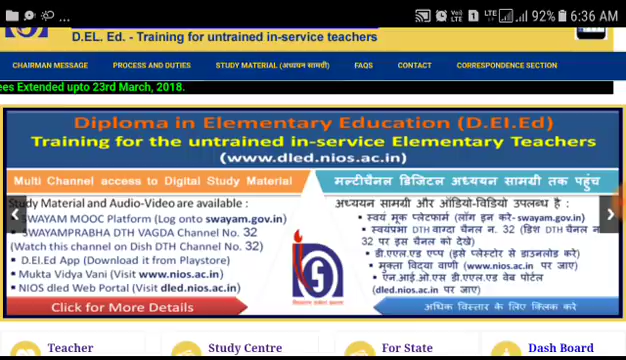 92% 6:36 AM
D.EL. Ed. - Training for untrained in-service teachers
CHAIRMAN MESSAGE PROCESS AND DUTIES STUDY MATERIAL (अध्ययन सामग्री) FAQS CONTACT CORRESPONDENCE SECTION
ees Extended upto 23rd March, 2018.
Diploma in Elementary Education (D.El.Ed)
Training for the untrained in-service Elementary Teachers
(www.dled.nios.ac.in)
Multi Channel access to Digital Study Material
Study Material and Audio-Video are available :
SWAYAM MOOC Platform (Log onto swayam.gov.in)
SWAYAMPRABHA DTH VAGDA Channel No. 32
(Watch this channel on Dish DTH Channel No. 32)
D.El.Ed App (Download it from Playstore)
Mukta Vidya Vani (Visit www.nios.ac.in)
NIOS dled Web Portal (Visit dled.nios.ac.in)
Click for More Details
मल्टीचैनल डिजिटल अध्ययन सामग्री तक पहुंच
अध्ययन सामग्री और ऑडियो-विडियो उपलब्ध है :
स्वयं मूक प्लेटफार्म (लॉग इन करे- swayam.gov.in)
स्वयंप्रभा DTH वाग्दा चैनल न. 32 (डिश DTH चैनल न
32 पर इस चैनल को देखे)
डी.एल.एड एप्प (इसे प्लेस्टोर से डाउनलोड करे)
मुक्ता विद्या वाणी (www.nios.ac.in पर जाए)
एन.आई.ओ.एस डी.एल.एड वेब पोर्टल
(dled.nios.ac.in पर जाए)
अधिक विस्तार के लिए क्लिक करे
Teacher Study Centre For State Dash Board